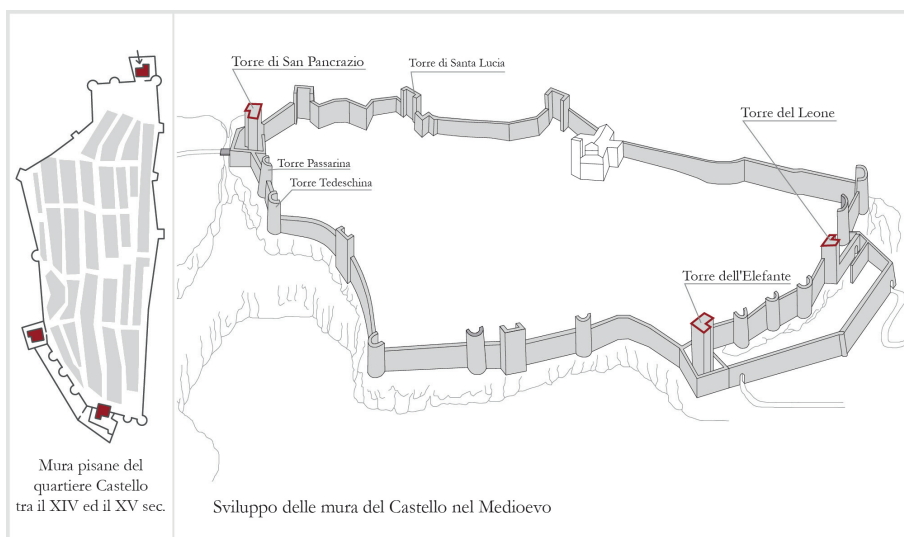 Torre di San Pancrazio
Torre di Santa Lucia
Torre del Leone
Torre Passarina
Torre Tedeschina
Torre dell'Elefante
Mura pisane del
quartiere Castello
tra il XIV ed il XV sec.
Sviluppo delle mura del Castello nel Medioevo